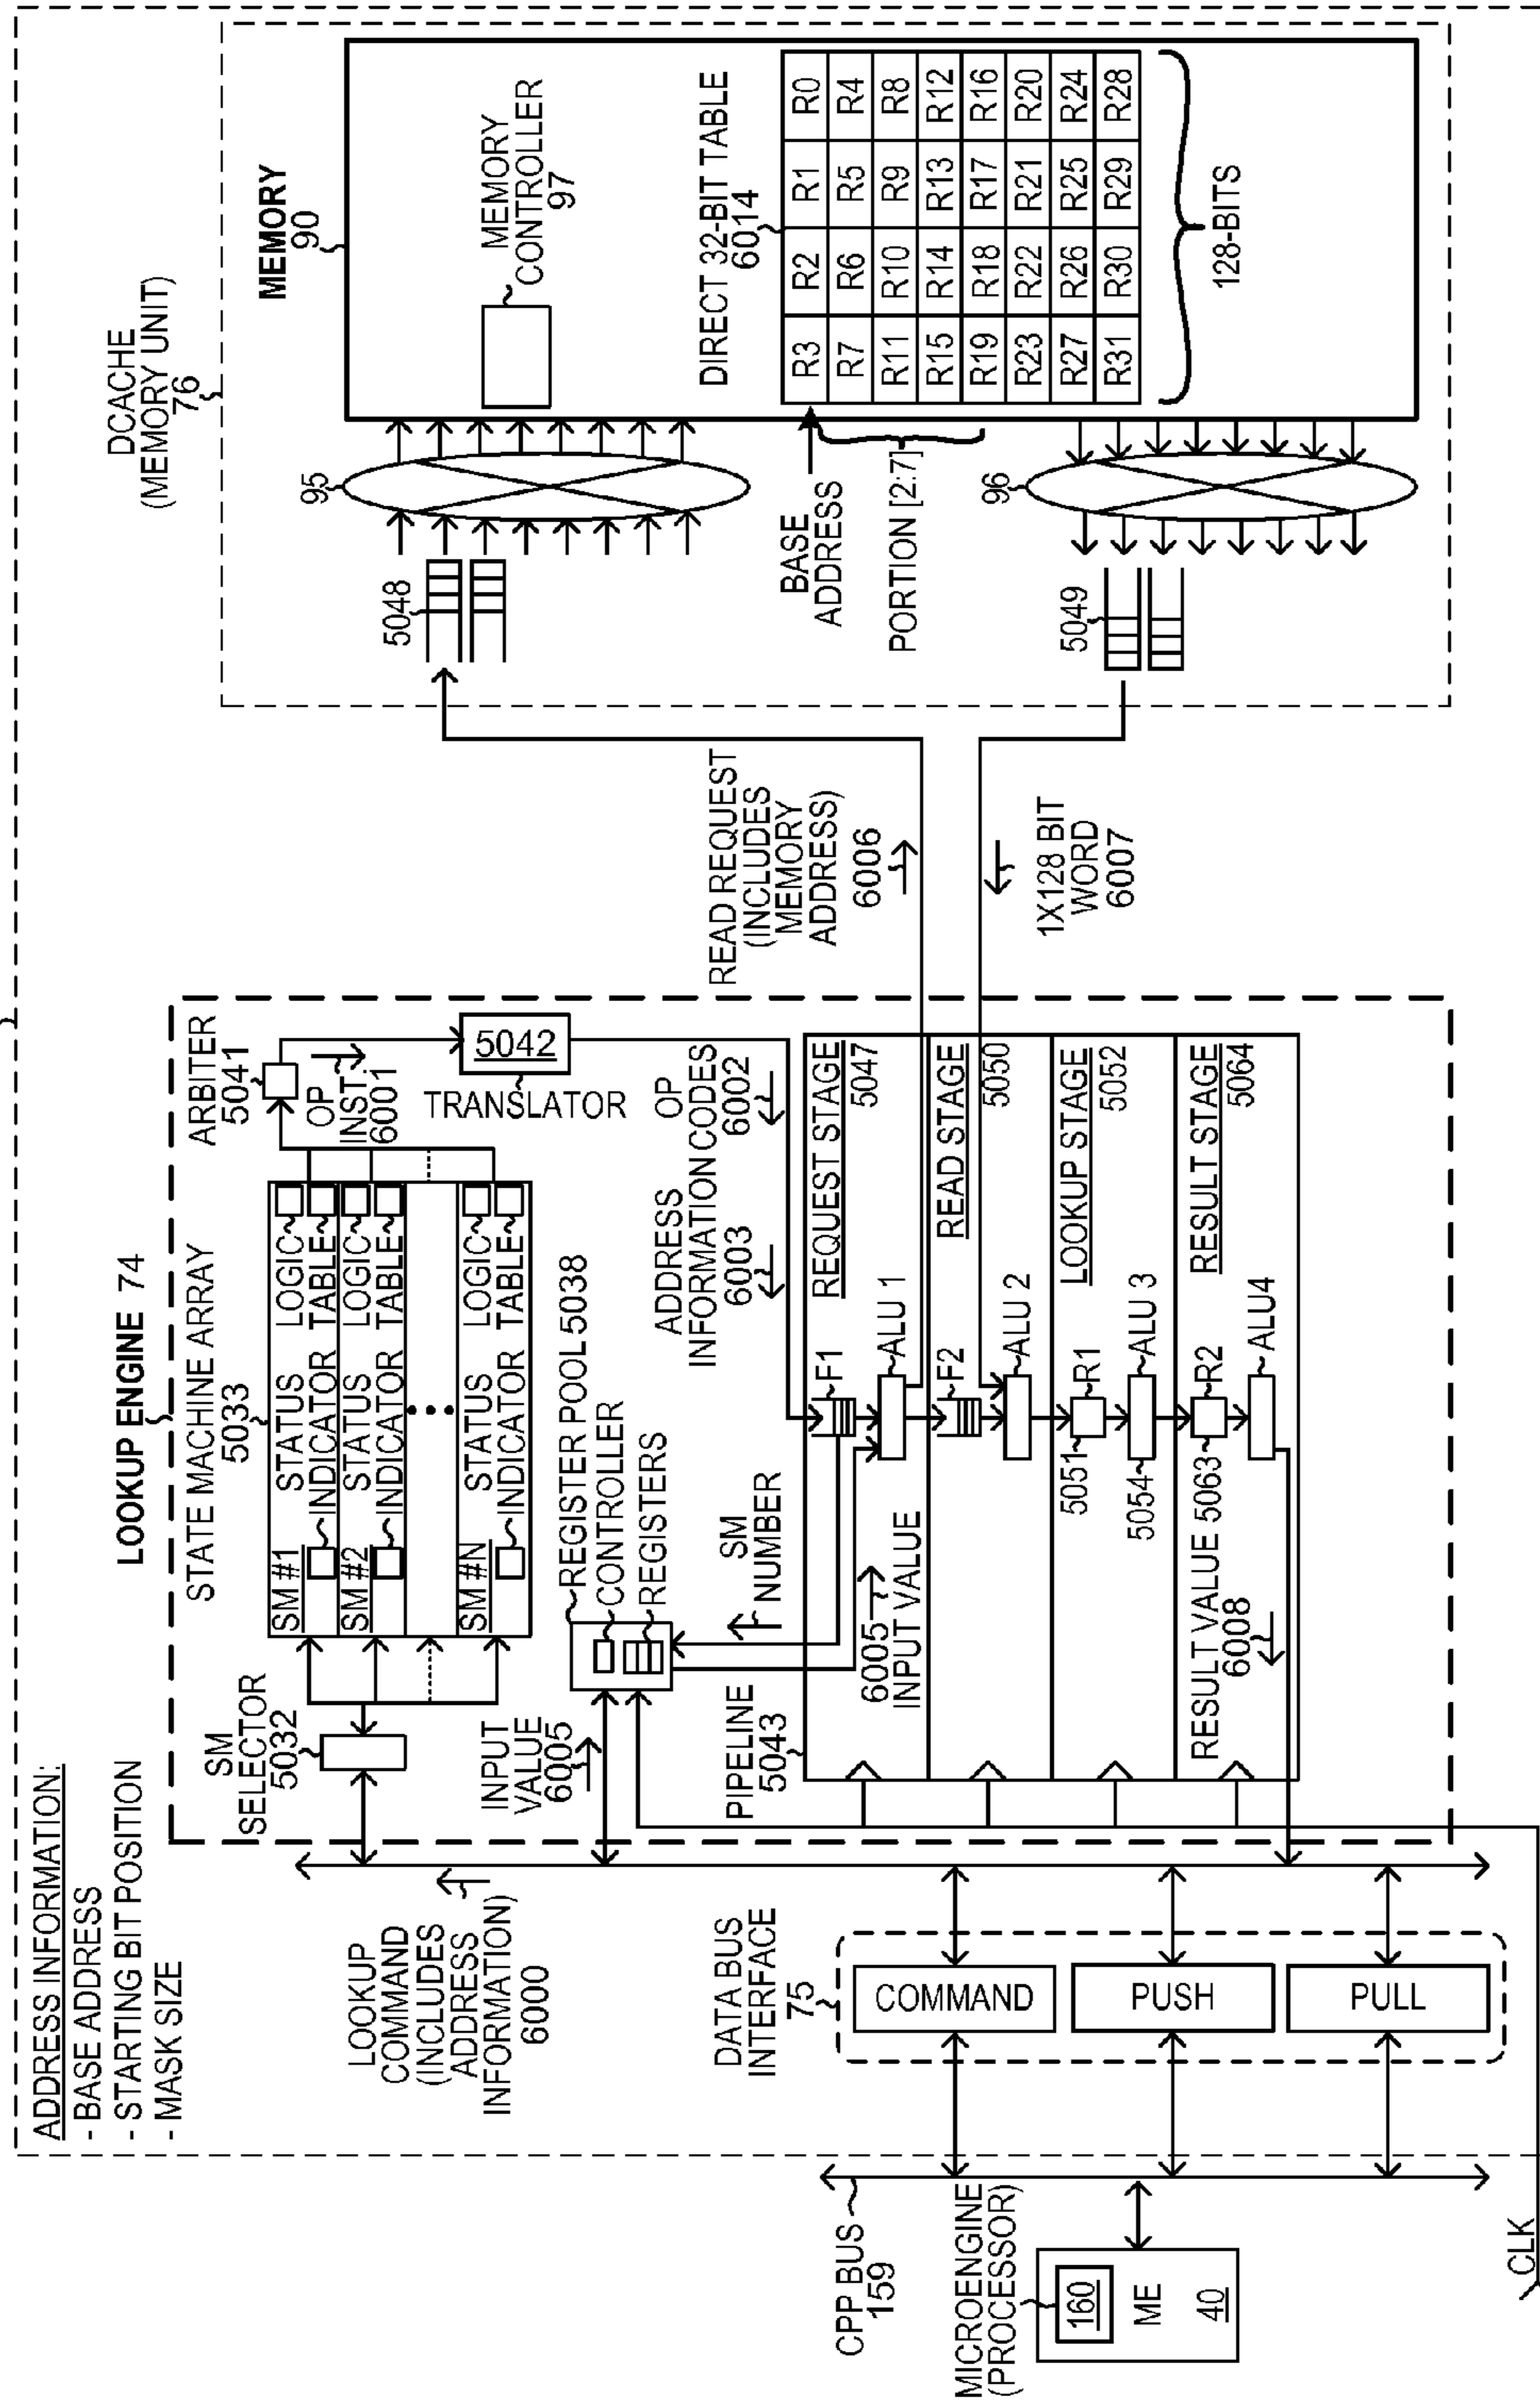 ADDRESS INFORMATION:
- BASE ADDRESS
- STARTING BIT POSITION
- MASK SIZE
LOOKUP ENGINE 74
STATE MACHINE ARRAY
5033
SM
SELECTOR
5032
SM #1
STATUS
INDICATOR
LOGIC
TABLE
SM #2
STATUS
INDICATOR
LOGIC
TABLE
SM #N
STATUS
INDICATOR
LOGIC
TABLE
ARBITER
5041
OP
INST.
6001
5042
TRANSLATOR
DCACHE
(MEMORY UNIT)
76
MEMORY
90
MEMORY
CONTROLLER
97
95
5048
DIRECT 32-BIT TABLE
6014
R3 R2 R1 R0
R7 R6 R5 R4
R11 R10 R9 R8
R15 R14 R13 R12
R19 R18 R17 R16
R23 R22 R21 R20
R27 R26 R25 R24
R31 R30 R29 R28
128-BITS
BASE
ADDRESS
PORTION [2:7]
96
5049
LOOKUP
COMMAND
(INCLUDES
ADDRESS
INFORMATION)
6000
INPUT
VALUE
6005
REGISTER POOL 5038
CONTROLLER
REGISTERS
SM
NUMBER
OP
CODES
6002
ADDRESS
INFORMATION
6003
READ REQUEST
(INCLUDES
MEMORY
ADDRESS)
6006
1X128 BIT
WORD
6007
PIPELINE
5043
6005
INPUT VALUE
F1
ALU 1
REQUEST STAGE
5047
F2
ALU 2
READ STAGE
5050
5051
R1
5054
ALU 3
LOOKUP STAGE
5052
RESULT VALUE
6008
5063
R2
ALU4
RESULT STAGE
5064
DATA BUS
INTERFACE
75
COMMAND
PUSH
PULL
CPP BUS
159
MICROENGINE
(PROCESSOR)
160
ME
40
CLK